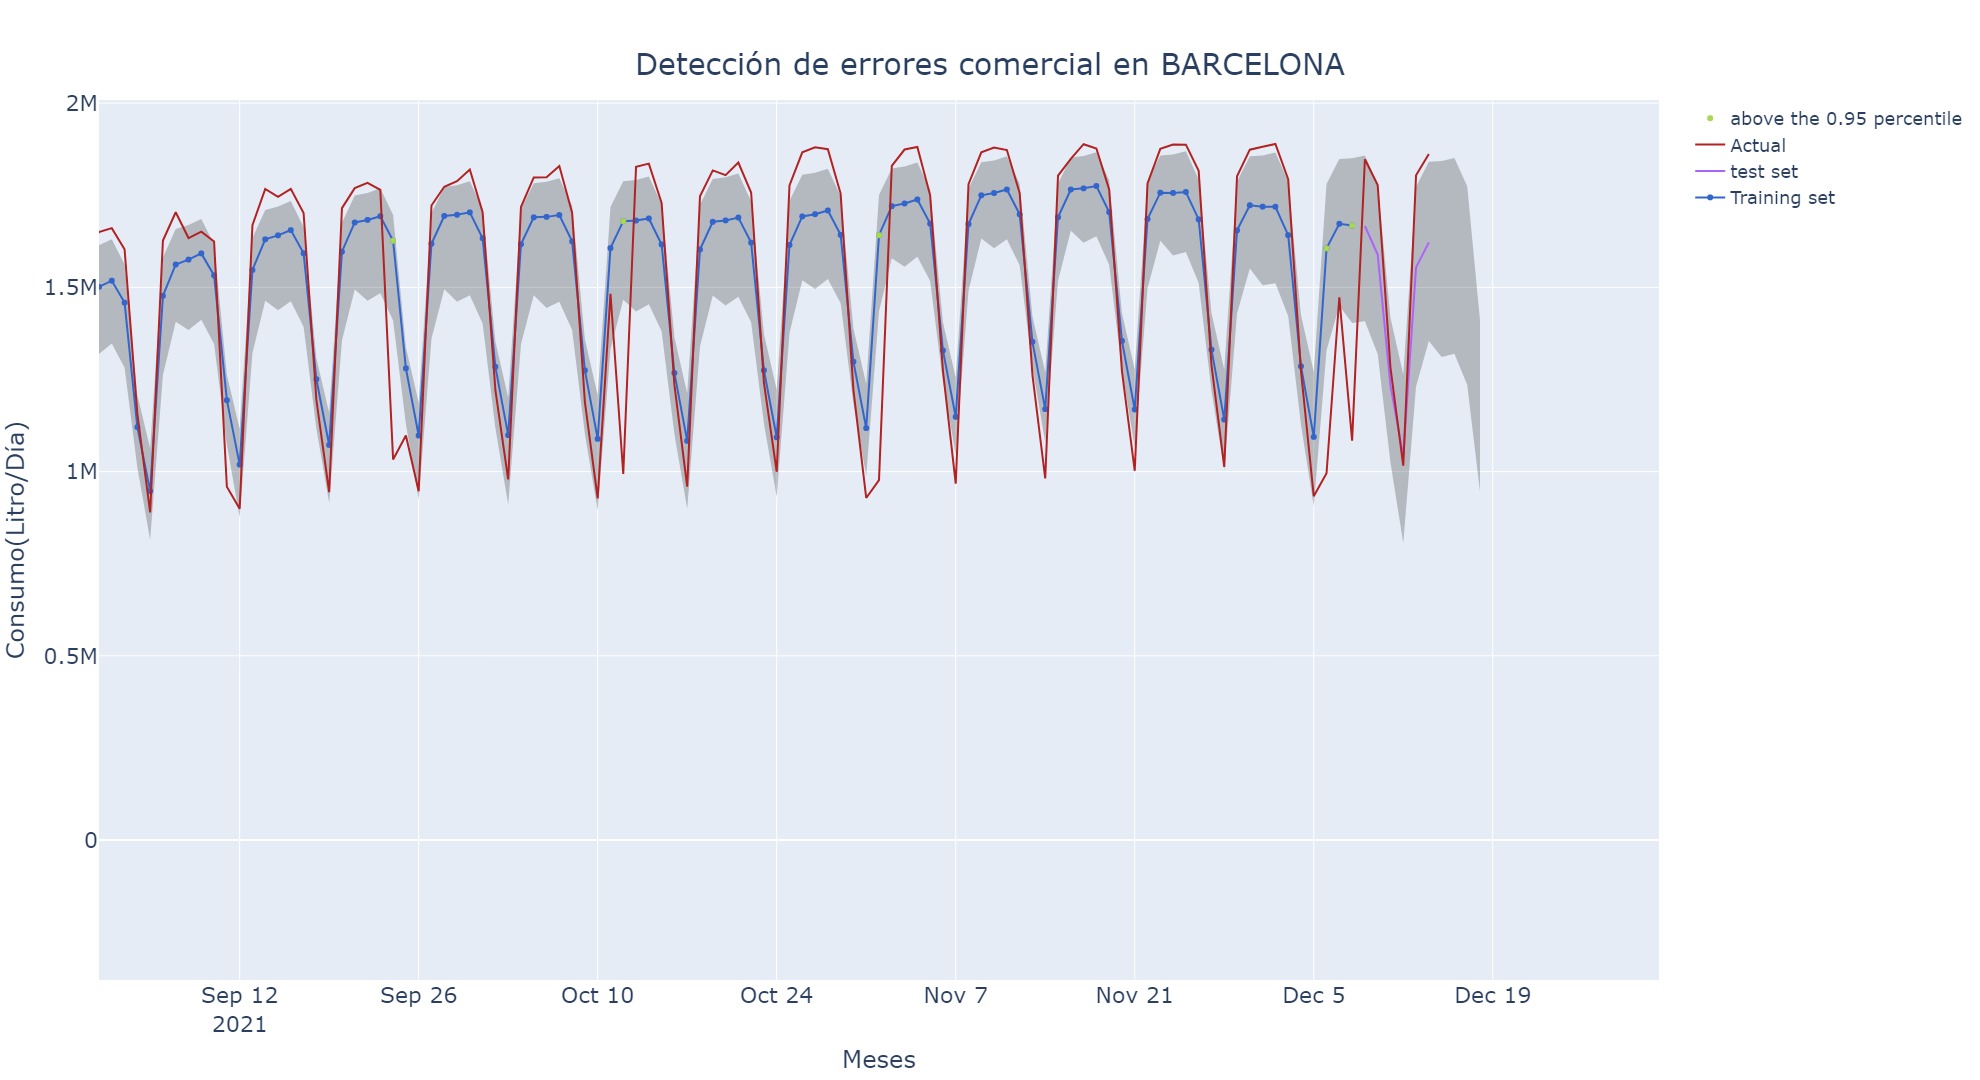 Detección de errores comercial en BARCELONA
2M
1.5M
1M
0.5M
0
Consumo(Litro/Día)
Sep 12
2021
Sep 26
Oct 10
Oct 24
Nov 7
Nov 21
Dec 5
Dec 19
Meses
above the 0.95 percentile
Actual
test set
Training set